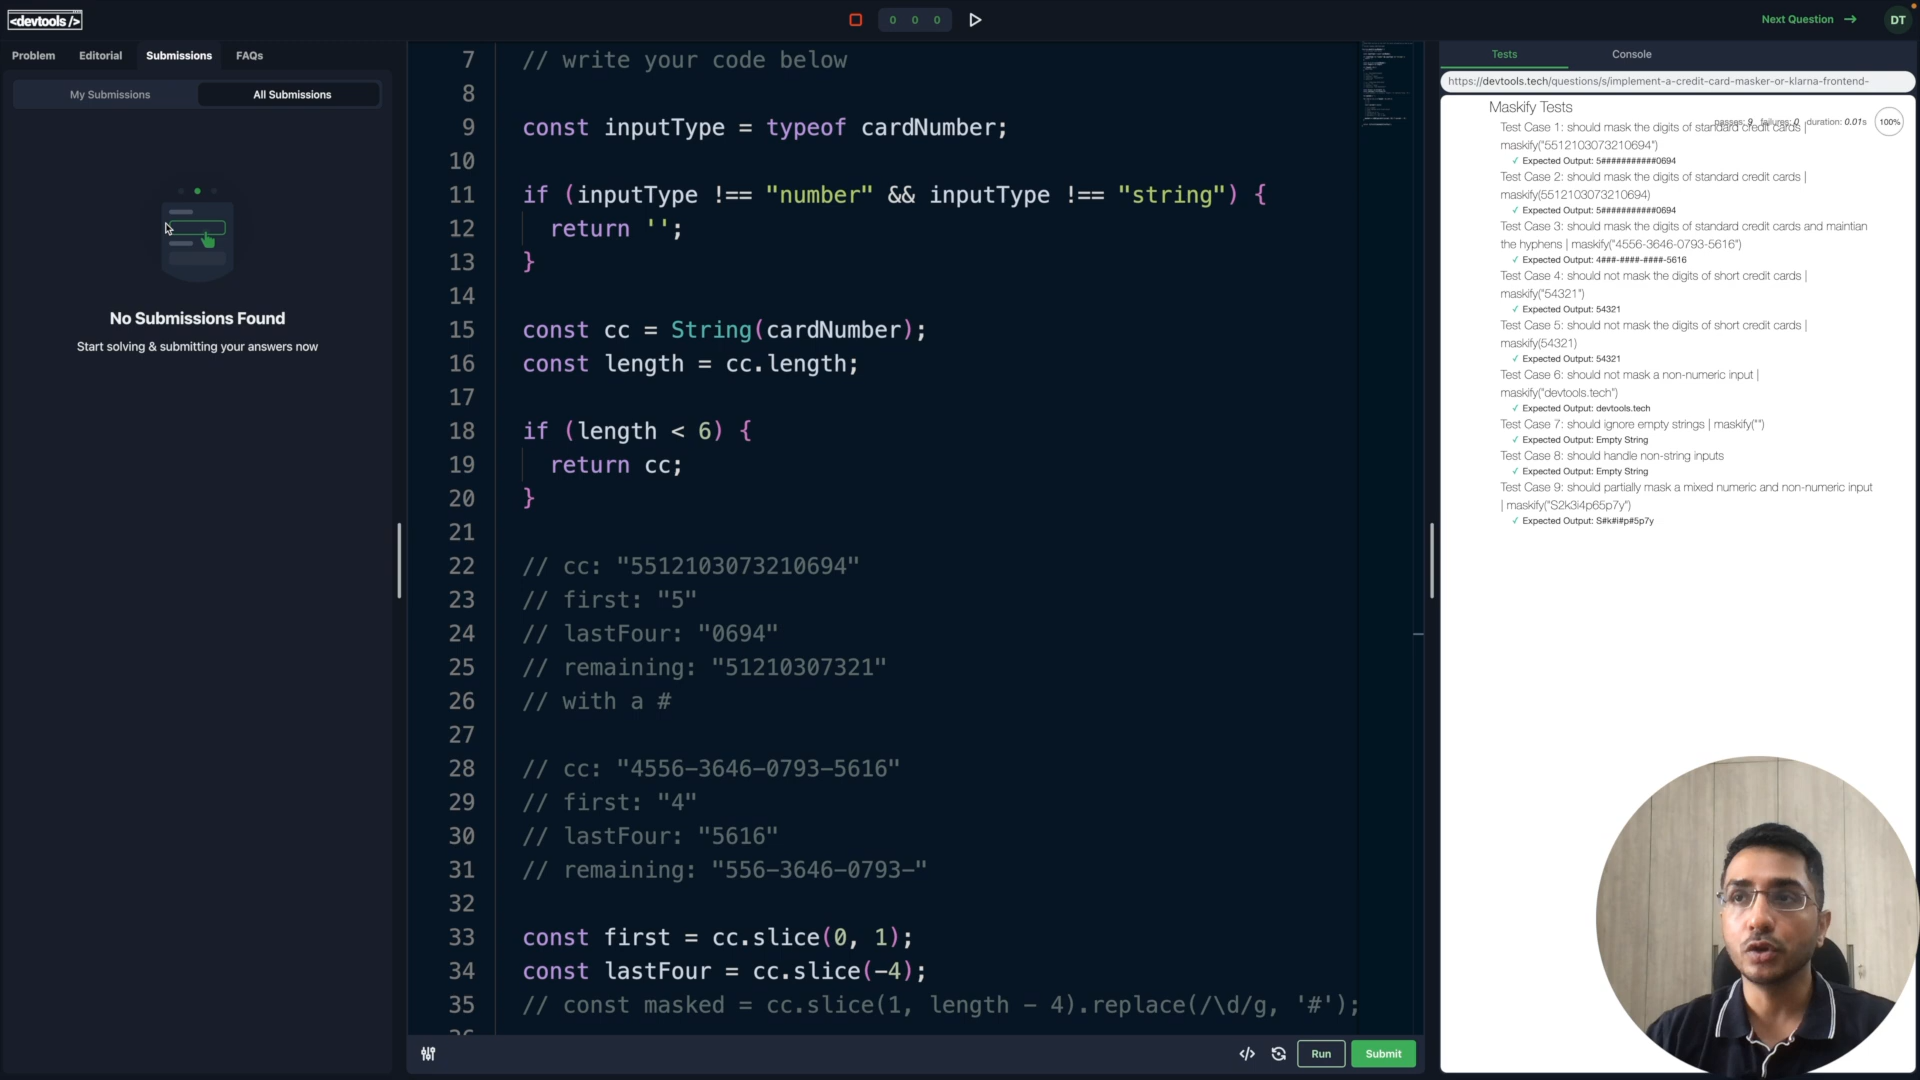 <devtools />
0 0 0
Next Question
DT
Problem
Editorial
Submissions
FAQs
My Submissions
All Submissions
No Submissions Found
Start solving & submitting your answers now
7 // write your code below
8
9 const inputType = typeof cardNumber;
10
11 if (inputType !== "number" && inputType !== "string") {
12 return '';
13 }
14
15 const cc = String(cardNumber);
16 const length = cc.length;
17
18 if (length < 6) {
19 return cc;
20 }
21
22 // cc: "5512103073210694"
23 // first: "5"
24 // lastFour: "0694"
25 // remaining: "51210307321"
26 // with a #
27
28 // cc: "4556-3646-0793-5616"
29 // first: "4"
30 // lastFour: "5616"
31 // remaining: "556-3646-0793-"
32
33 const first = cc.slice(0, 1);
34 const lastFour = cc.slice(-4);
35 // const masked = cc.slice(1, length - 4).replace(/\d/g, '#');
Run
Submit
Tests
Console
https://devtools.tech/questions/s/implement-a-credit-card-masker-or-klarna-frontend-
Maskify Tests
passes: 9 failures: 0 duration: 0.01s
100%
Test Case 1: should mask the digits of standard credit cards |
maskify("5512103073210694")
✓ Expected Output: 5###########0694
Test Case 2: should mask the digits of standard credit cards |
maskify(5512103073210694)
✓ Expected Output: 5###########0694
Test Case 3: should mask the digits of standard credit cards and maintian
the hyphens | maskify("4556-3646-0793-5616")
✓ Expected Output: 4###-####-####-5616
Test Case 4: should not mask the digits of short credit cards |
maskify("54321")
✓ Expected Output: 54321
Test Case 5: should not mask the digits of short credit cards |
maskify(54321)
✓ Expected Output: 54321
Test Case 6: should not mask a non-numeric input |
maskify("devtools.tech")
✓ Expected Output: devtools.tech
Test Case 7: should ignore empty strings | maskify("")
✓ Expected Output: Empty String
Test Case 8: should handle non-string inputs
✓ Expected Output: Empty String
Test Case 9: should partially mask a mixed numeric and non-numeric input
| maskify("S2k3i4p65p7y")
✓ Expected Output: S#k#i#p#5p7y